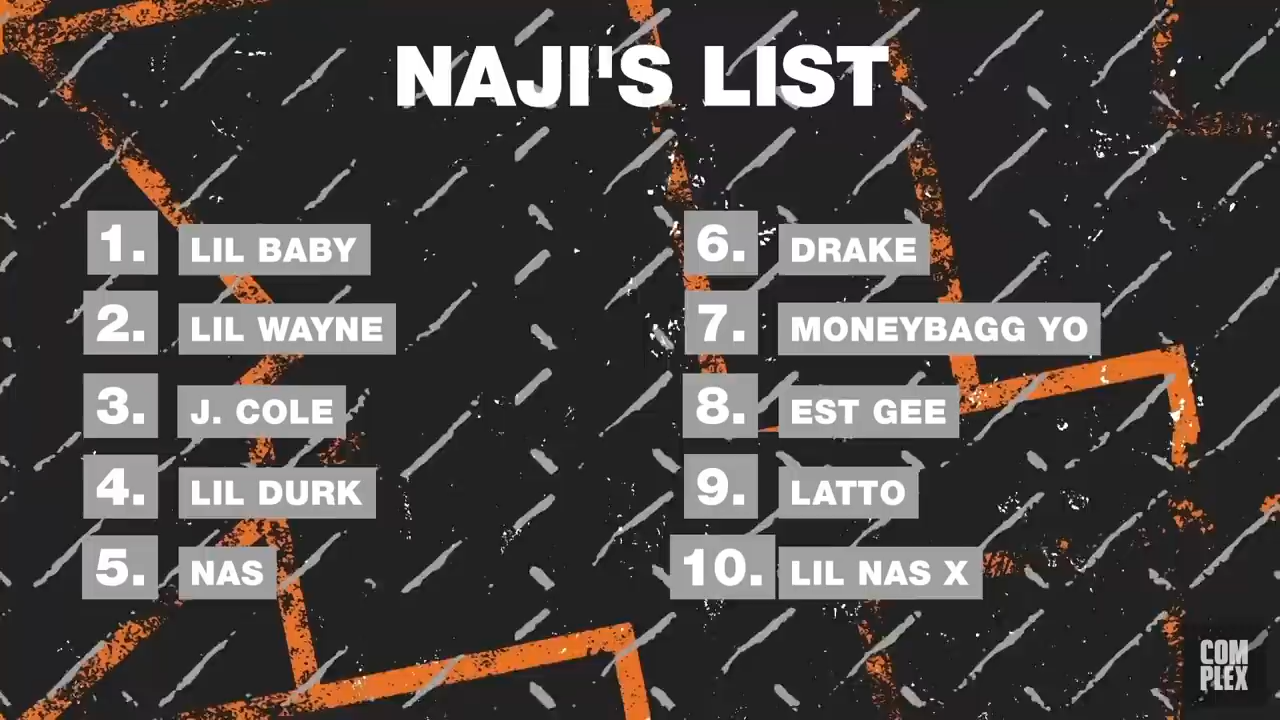 NAJI'S LIST
1. LIL BABY
2. LIL WAYNE
3. J. COLE
4. LIL DURK
5. NAS
6. DRAKE
7. MONEYBAGG YO
8. EST GEE
9. LATTO
10. LIL NAS X
COM
PLEX